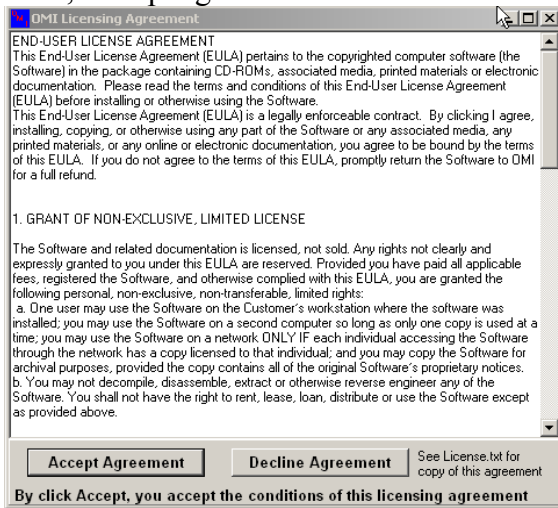 OMI Licensing Agreement
END-USER LICENSE AGREEMENT
This End-User License Agreement (EULA) pertains to the copyrighted computer software (the
Software) in the package containing CD-ROMs, associated media, printed materials or electronic
documentation.  Please read the terms and conditions of this End-User License Agreement
(EULA) before installing or otherwise using the Software.
This End-User License Agreement (EULA) is a legally enforceable contract.  By clicking I agree,
installing, copying, or otherwise using any part of the Software or any associated media, any
printed materials, or any online or electronic documentation, you agree to be bound by the terms
of this EULA.  If you do not agree to the terms of this EULA, promptly return the Software to OMI
for a full refund.
1. GRANT OF NON-EXCLUSIVE, LIMITED LICENSE
The Software and related documentation is licensed, not sold. Any rights not clearly and
expressly granted to you under this EULA are reserved. Provided you have paid all applicable
fees, registered the Software, and otherwise complied with this EULA, you are granted the
following personal, non-exclusive, non-transferable, limited rights:
a. One user may use the Software on the Customer's workstation where the software was
installed; you may use the Software on a second computer so long as only one copy is used at a
time; you may use the Software on a network ONLY IF each individual accessing the Software
through the network has a copy licensed to that individual; and you may copy the Software for
archival purposes, provided the copy contains all of the original Software's proprietary notices.
b. You may not decompile, disassemble, extract or otherwise reverse engineer any of the
Software. You shall not have the right to rent, lease, loan, distribute or use the Software except
as provided above.
Accept Agreement
Decline Agreement
See License.txt for
copy of this agreement
By click Accept, you accept the conditions of this licensing agreement